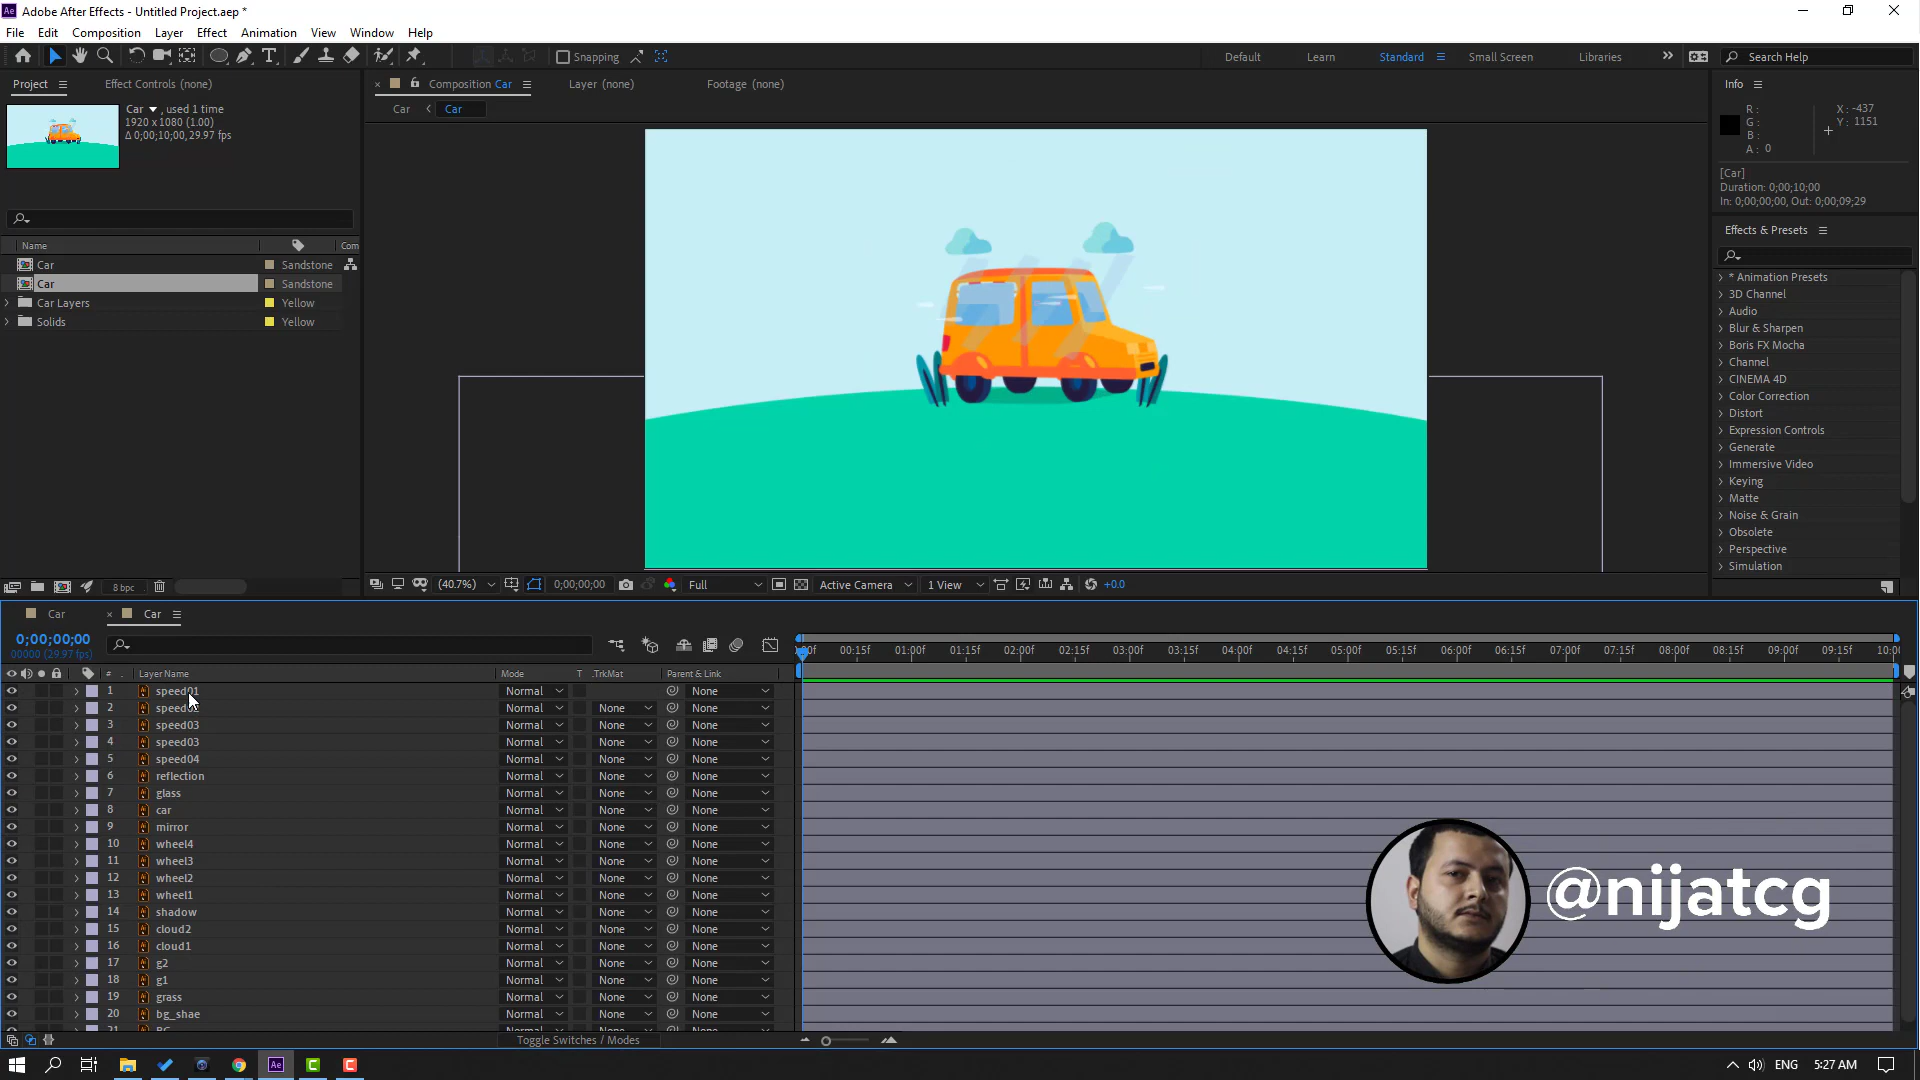 Adobe After Effects - Untitled Project.aep *
File Edit Composition Layer Effect Animation View Window Help
Snapping
Default Learn Standard Small Screen Libraries
Search Help
Project Effect Controls (none)
Car , used 1 time
1920 x 1080 (1.00)
Δ 0;00;10;00, 29.97 fps
Name Com
Car Sandstone
Car Sandstone
Car Layers Yellow
Solids Yellow
8 bpc
Composition Car Layer (none) Footage (none)
Car Car
(40.7%) 0;00;00;00 Full Active Camera 1 View +0.0
Info
R : X : -437
G : Y : 1151
B :
A : 0
[Car]
Duration: 0;00;10;00
In: 0;00;00;00, Out: 0;00;09;29
Effects & Presets
* Animation Presets
3D Channel
Audio
Blur & Sharpen
Boris FX Mocha
Channel
CINEMA 4D
Color Correction
Distort
Expression Controls
Generate
Immersive Video
Keying
Matte
Noise & Grain
Obsolete
Perspective
Simulation
Car Car
0;00;00;00
00000 (29.97 fps)
00:15f 01:00f 01:15f 02:00f 02:15f 03:00f 03:15f 04:00f 04:15f 05:00f 05:15f 06:00f 06:15f 07:00f 07:15f 08:00f 08:15f 09:00f 09:15f
# Layer Name Mode T .TrkMat Parent & Link
1 speed01 Normal None
2 Normal None None
3 speed03 Normal None None
4 speed03 Normal None None
5 speed04 Normal None None
6 reflection Normal None None
7 glass Normal None None
8 car Normal None None
9 mirror Normal None None
10 wheel4 Normal None None
11 wheel3 Normal None None
12 wheel2 Normal None None
13 wheel1 Normal None None
14 shadow Normal None None
15 cloud2 Normal None None
16 cloud1 Normal None None
17 g2 Normal None None
18 g1 Normal None None
19 grass Normal None None
20 bg_shae Normal None None
Toggle Switches / Modes
@nijatcg
ENG 5:27 AM